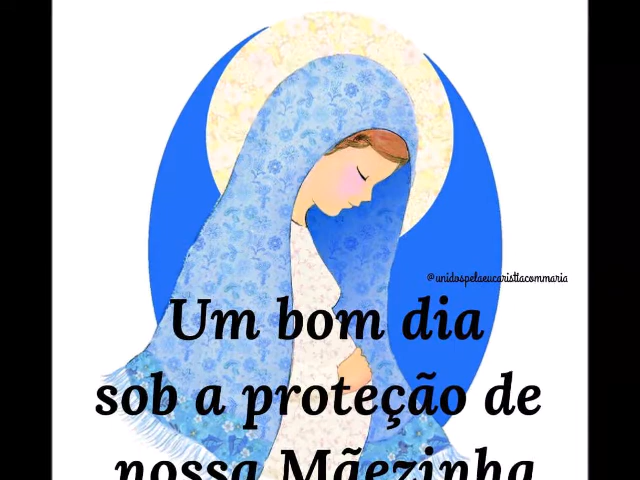 @unidospelaeucaristiacommaria
Um bom dia
sob a proteção de
nossa Mãezinha